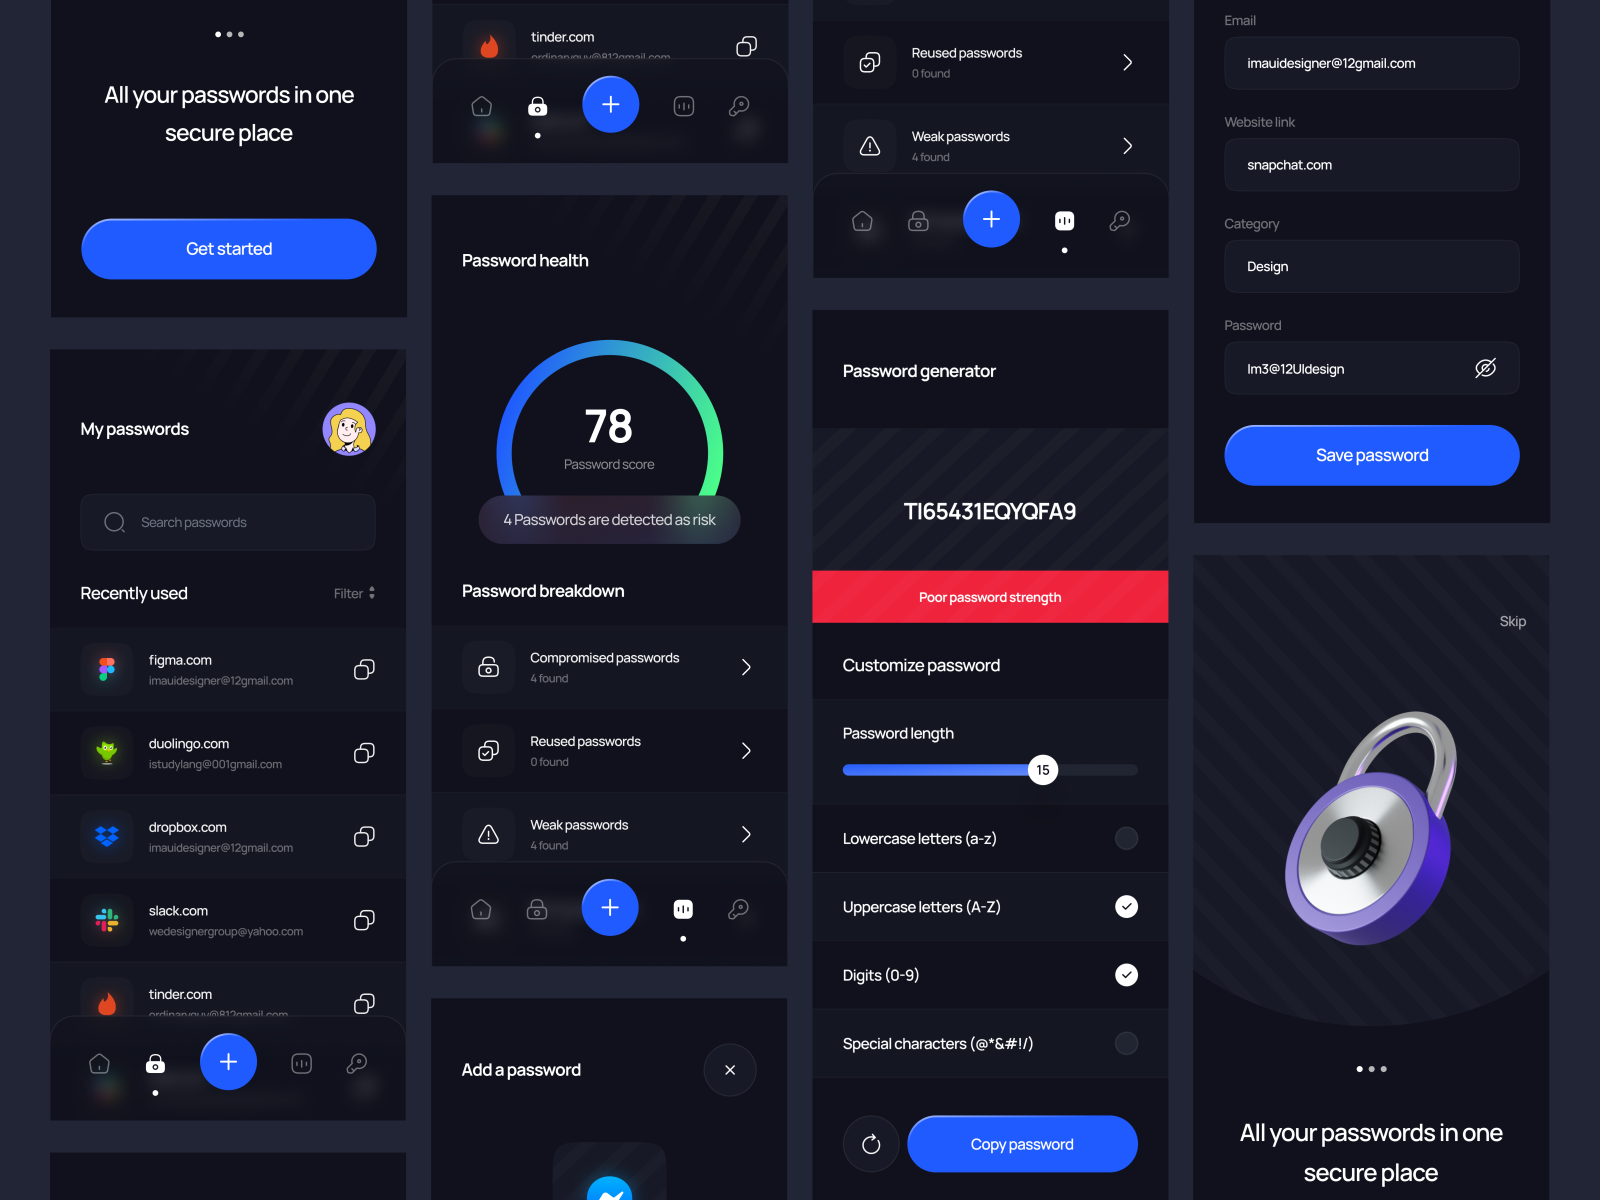 All your passwords in one
secure place
Get started
My passwords
Search passwords
Recently used
Filter
figma.com
imauidesigner@12gmail.com
duolingo.com
istudylang@001gmail.com
dropbox.com
imauidesigner@12gmail.com
slack.com
wedesignergroup@yahoo.com
tinder.com
ordinaryguy@812gmail.com
tinder.com
ordinaryguy@812gmail.com
Password health
78
Password score
4 Passwords are detected as risk
Password breakdown
Compromised passwords
4 found
Reused passwords
0 found
Weak passwords
4 found
Add a password
Reused passwords
0 found
Weak passwords
4 found
Password generator
TI65431EQYQFA9
Poor password strength
Customize password
Password length
15
Lowercase letters (a-z)
Uppercase letters (A-Z)
Digits (0-9)
Special characters (@*&#!/)
Copy password
Email
imauidesigner@12gmail.com
Website link
snapchat.com
Category
Design
Password
Im3@12UIdesign
Save password
Skip
All your passwords in one
secure place